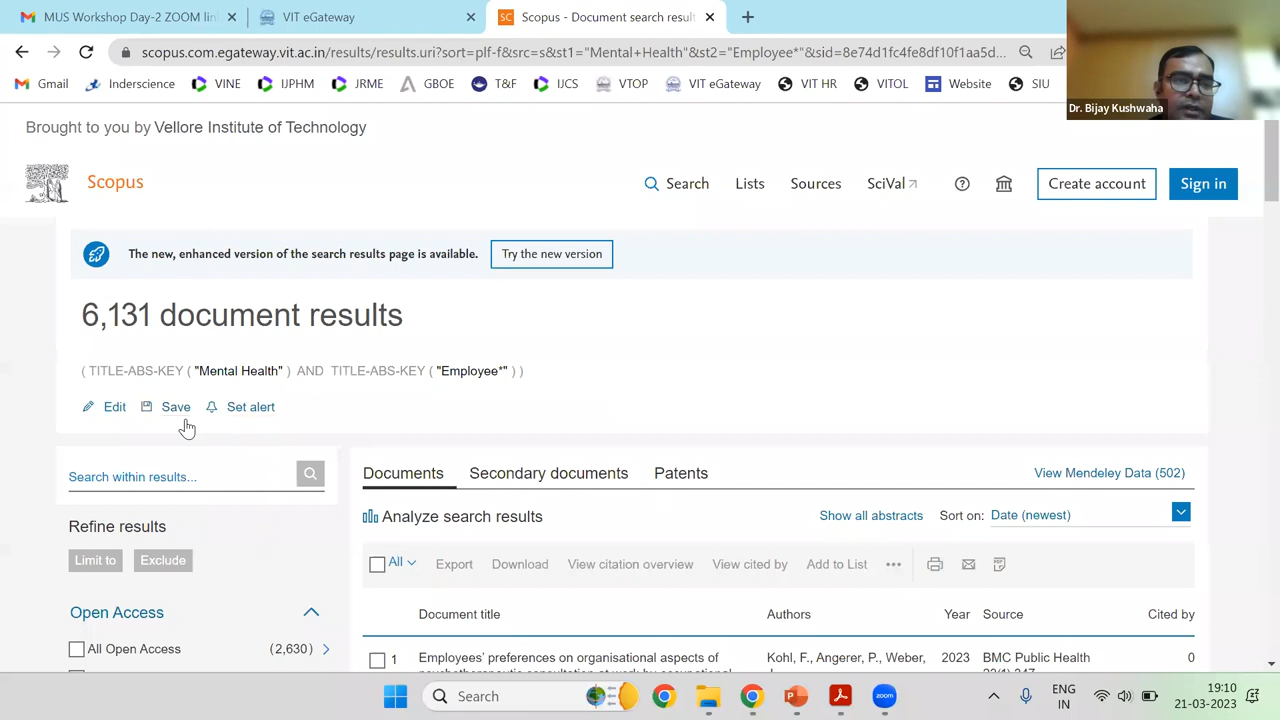 MUS Workshop Day-2 ZOOM lin
VIT eGateway
SC Scopus - Document search result
scopus.com.egateway.vit.ac.in/results/results.uri?sort=plf-f&src=s&st1="Mental+Health"&st2="Employee*"&sid=8e74d1fc4fe8df10f1aa5d...
Gmail Inderscience VINE IJPHM JRME GBOE T&F IJCS VTOP VIT eGateway VIT HR VITOL Website SIU
Dr. Bijay Kushwaha
Brought to you by Vellore Institute of Technology
Scopus
Search Lists Sources SciVal Create account Sign in
The new, enhanced version of the search results page is available. Try the new version
6,131 document results
( TITLE-ABS-KEY ( "Mental Health" ) AND TITLE-ABS-KEY ( "Employee*" ) )
Edit Save Set alert
Search within results...
Documents Secondary documents Patents View Mendeley Data (502)
Analyze search results Show all abstracts Sort on: Date (newest)
Refine results
Limit to Exclude
All Export Download View citation overview View cited by Add to List •••
Document title Authors Year Source Cited by
Open Access
All Open Access (2,630)
1 Employees' preferences on organisational aspects of Kohl, F., Angerer, P., Weber, 2023 BMC Public Health 0
Search zoom ENG IN 19:10 21-03-2023